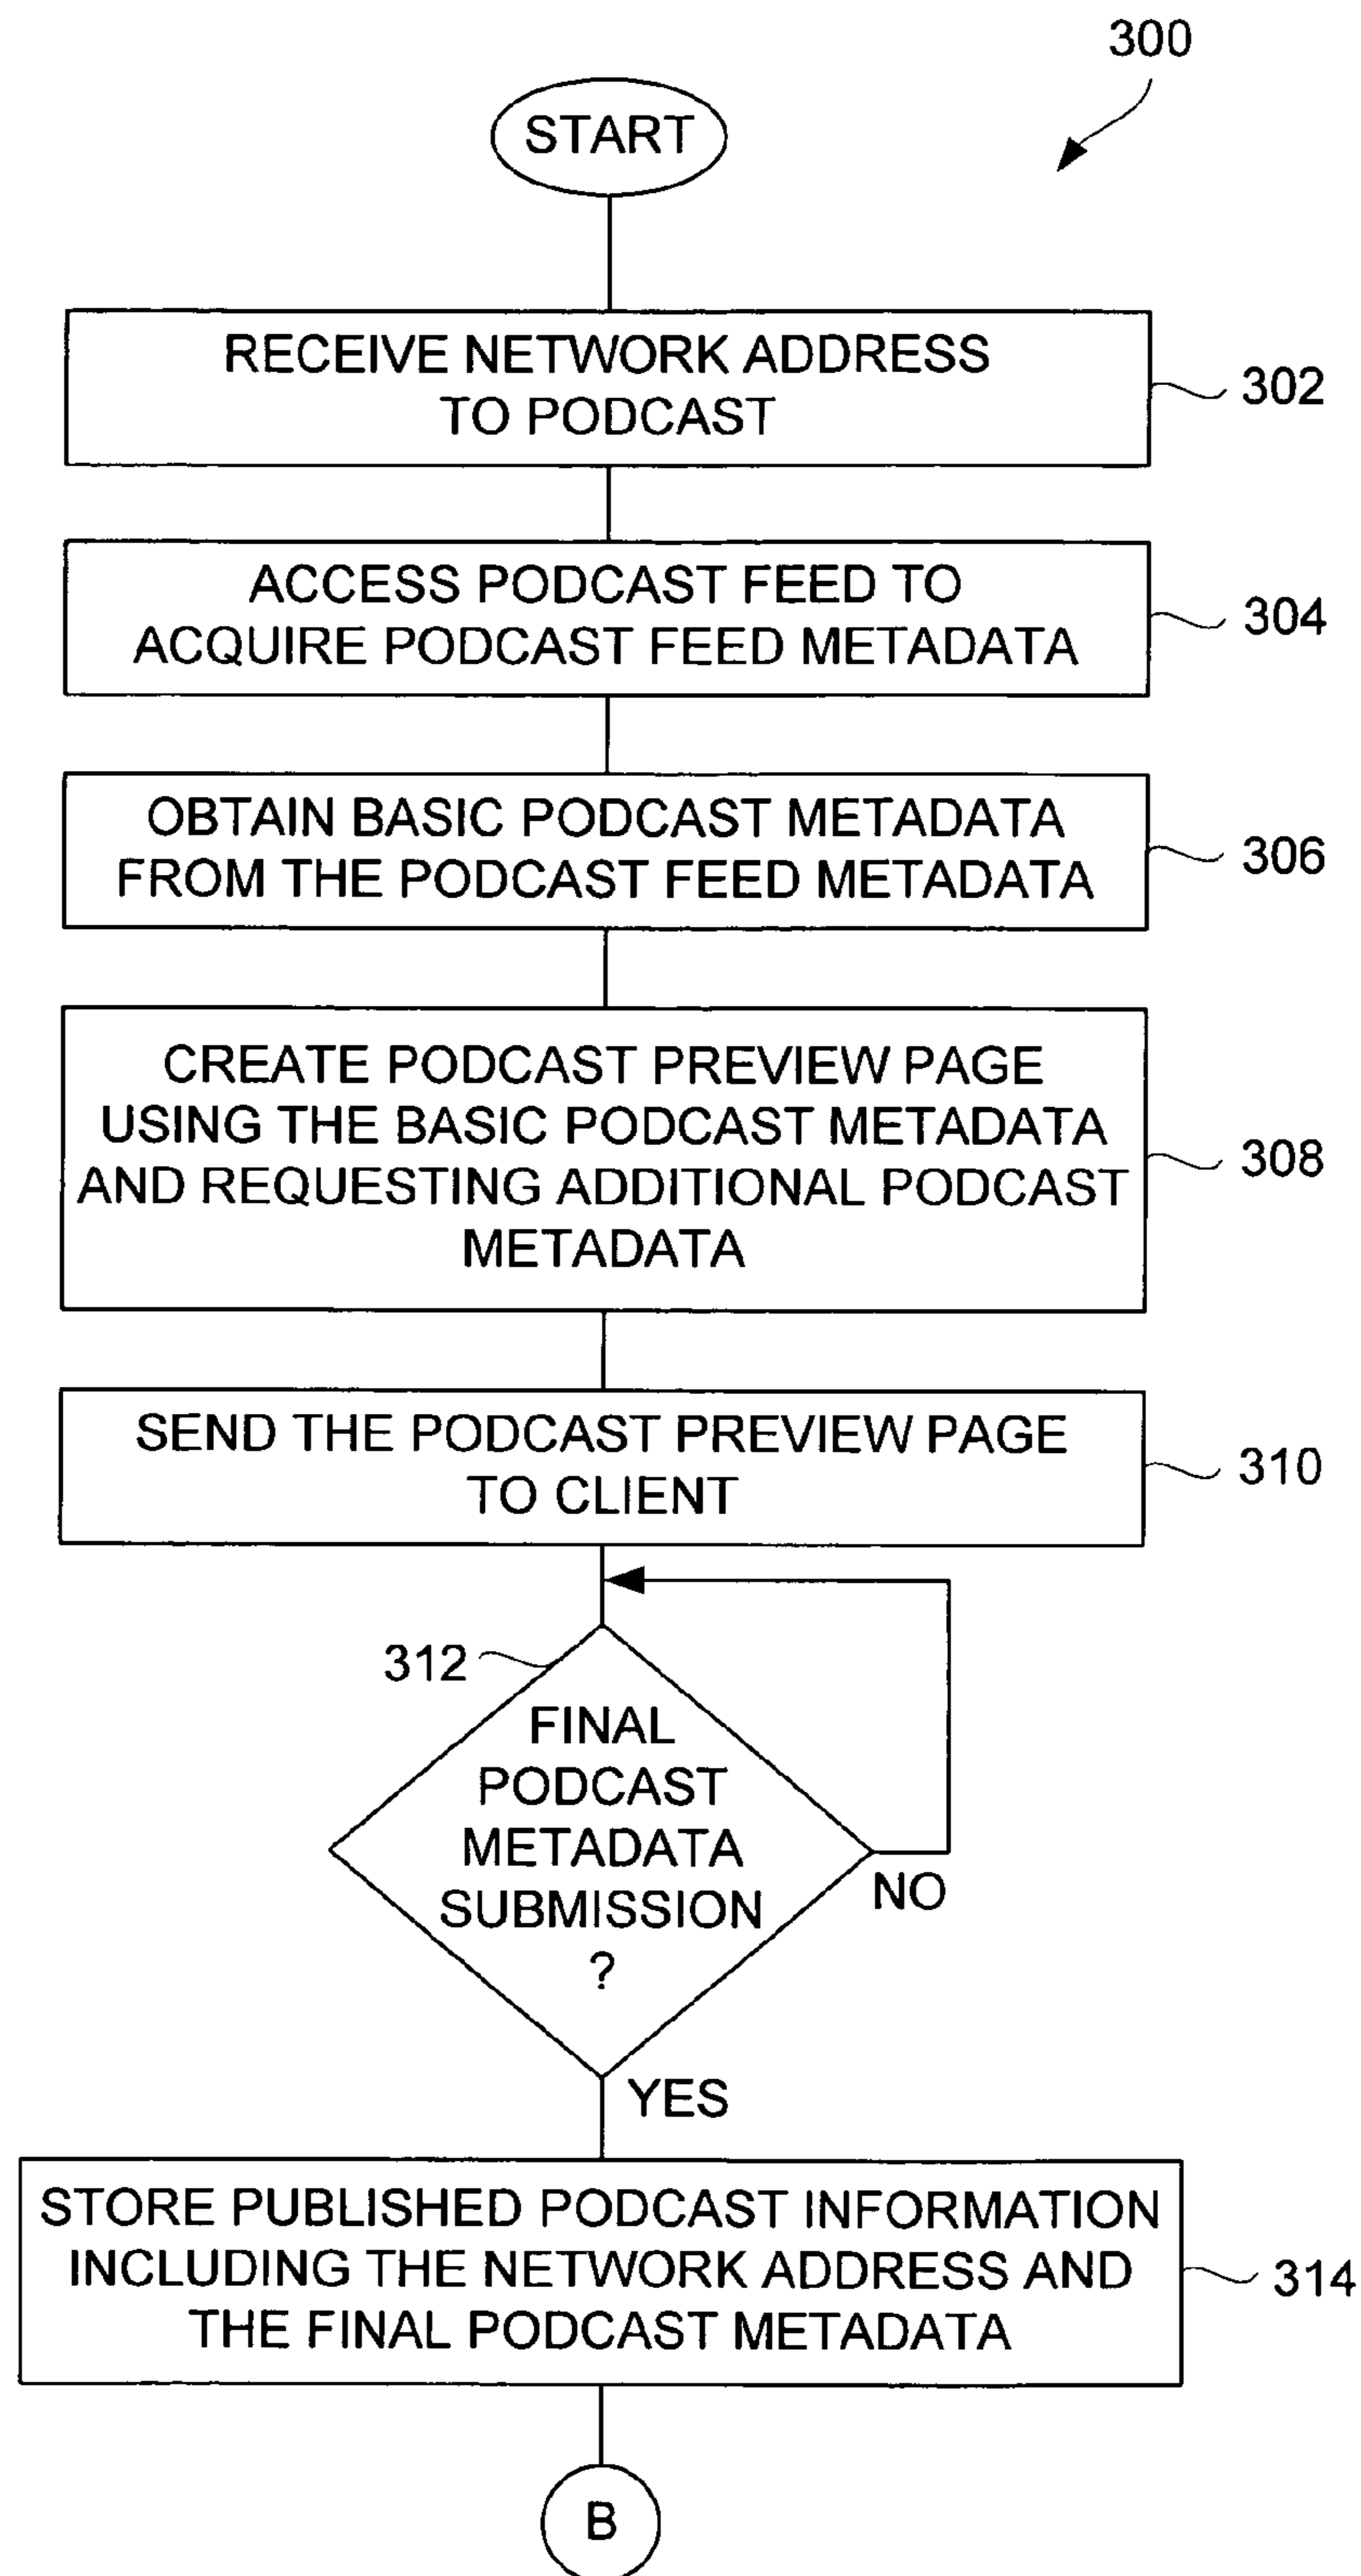 300
START
RECEIVE NETWORK ADDRESS
TO PODCAST
302
ACCESS PODCAST FEED TO
ACQUIRE PODCAST FEED METADATA
304
OBTAIN BASIC PODCAST METADATA
FROM THE PODCAST FEED METADATA
306
CREATE PODCAST PREVIEW PAGE
USING THE BASIC PODCAST METADATA
AND REQUESTING ADDITIONAL PODCAST
METADATA
308
SEND THE PODCAST PREVIEW PAGE
TO CLIENT
310
312
FINAL
PODCAST
METADATA
SUBMISSION
?
NO
YES
STORE PUBLISHED PODCAST INFORMATION
INCLUDING THE NETWORK ADDRESS AND
THE FINAL PODCAST METADATA
314
B